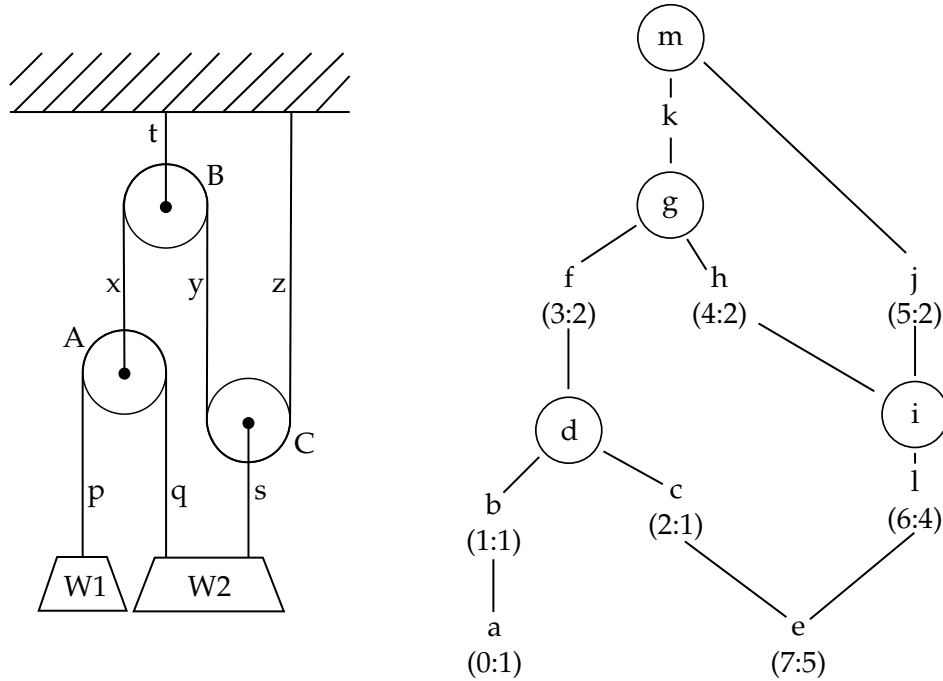 t
B
x
y
z
A
C
p
q
s
W1
W2
m
k
g
f
h
j
(3:2)
(4:2)
(5:2)
d
i
b
c
l
(1:1)
(2:1)
(6:4)
a
e
(0:1)
(7:5)